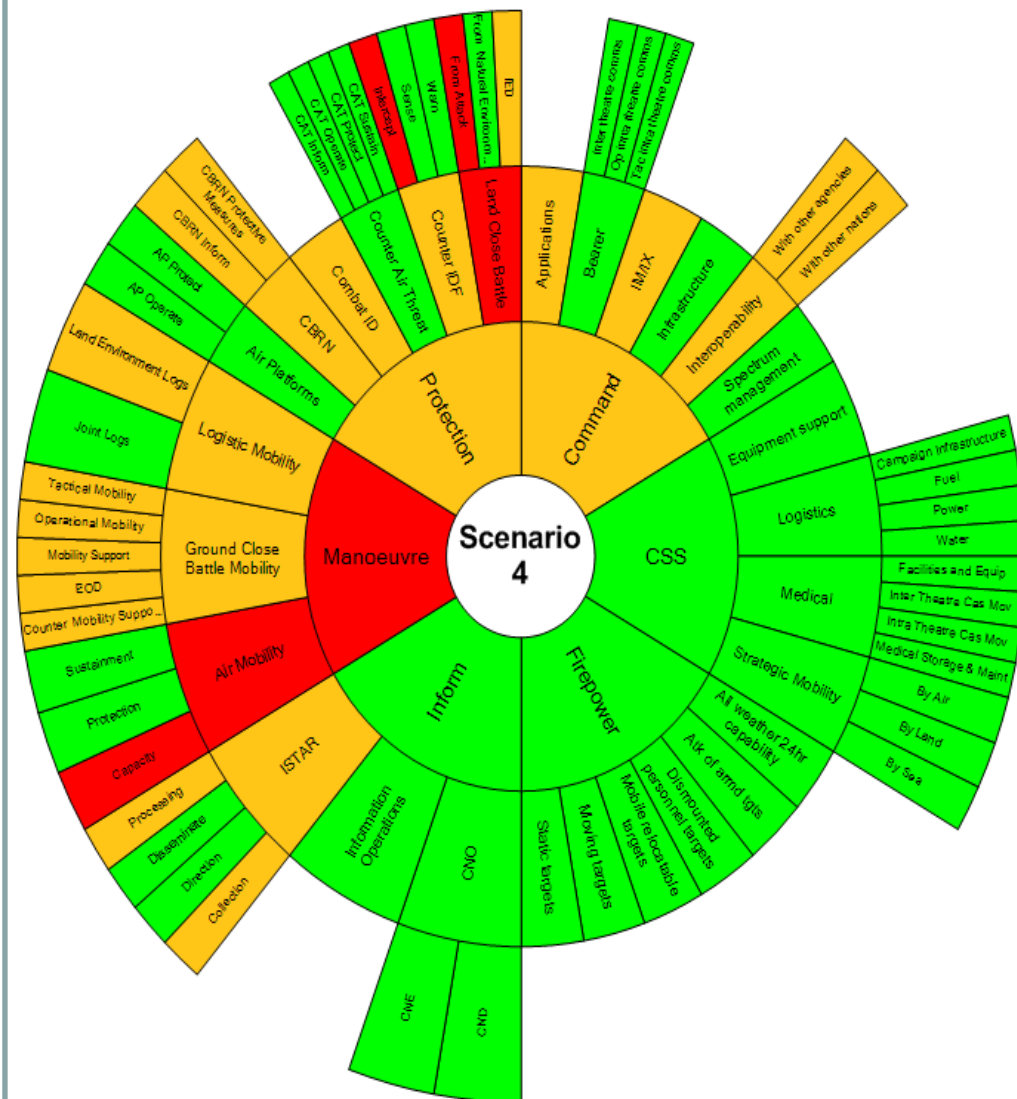 Scenario
4
Command
CSS
Firepower
Inform
Manoeuvre
Protection
Applications
Bearer
IM/IX
Infrastructure
Interoperability
Spectrum
management
Equipment support
Logistics
Medical
Strategic Mobility
All weather 24hr
capability
Atk of armd tgts
Dismounted
personnel targets
Mobile relocatable
targets
Moving targets
Static targets
CNO
Information
Operations
ISTAR
Air Mobility
Ground Close
Battle Mobility
Logistic Mobility
Air Platforms
CBRN
Combat ID
Counter Air Threat
Counter IDF
Land Close Battle
Inter theatre comms
Op intra theatre comms
Tac intra theatre comms
With other agencies
With other nations
Campaign Infrastructure
Fuel
Power
Water
Facilities and Equip
Inter Theatre Cas Mov
Intra Theatre Cas Mov
Medical Storage & Maint
By Air
By Land
By Sea
CND
CNE
Collection
Direction
Disseminate
Processing
Capacity
Protection
Sustainment
Counter Mobility Suppo...
EOD
Mobility Support
Operational Mobility
Tactical Mobility
Joint Logs
Land Environment Logs
AP Operate
AP Protect
CBRN Inform
CBRN Protective
Measures
CAT Inform
CAT Operate
CAT Protect
CAT Sustain
Intercept
Sense
Warn
From Attack
From Natural Environm...
IED